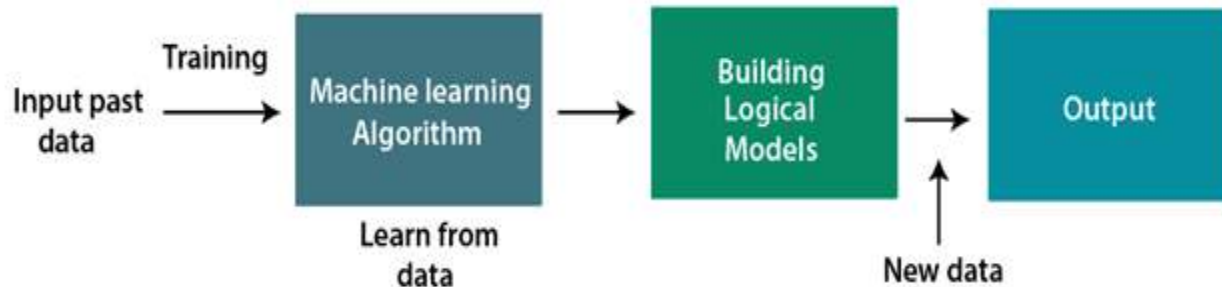 Training
Input past
data
Machine learning
Algorithm
Learn from
data
Building
Logical
Models
New data
Output